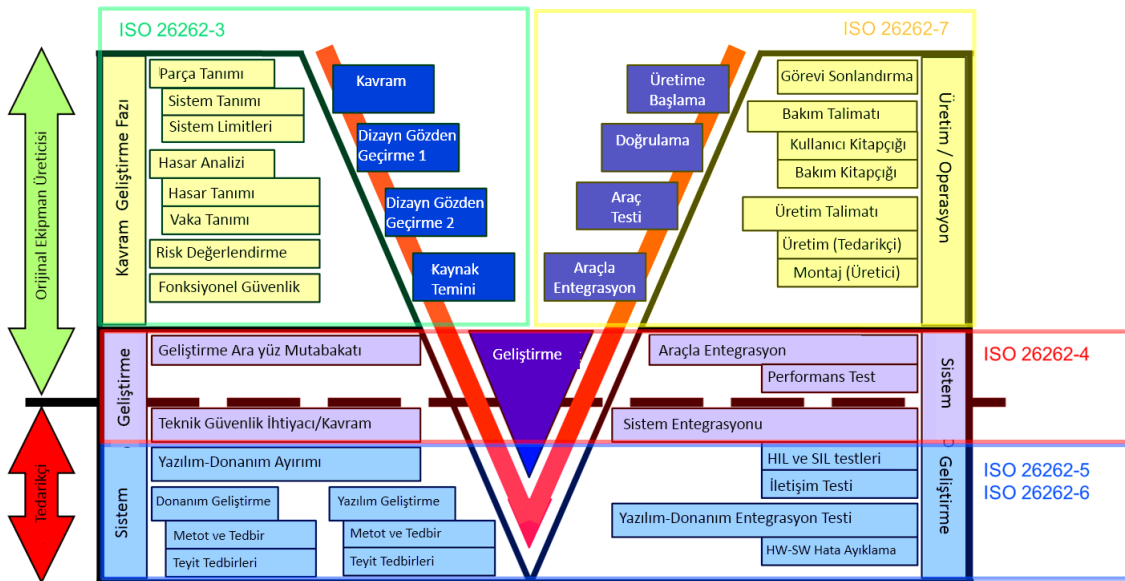 ISO 26262-3
ISO 26262-7
Orijinal Ekipman Üreticisi
Tedarikçi
Kavram Geliştirme Fazı
Parça Tanımı
Sistem Tanımı
Sistem Limitleri
Hasar Analizi
Hasar Tanımı
Vaka Tanımı
Risk Değerlendirme
Fonksiyonel Güvenlik
Kavram
Dizayn Gözden
Geçirme 1
Dizayn Gözden
Geçirme 2
Kaynak
Temini
Üretime
Başlama
Doğrulama
Araç
Testi
Araçla
Entegrasyon
Görevi Sonlandırma
Bakım Talimatı
Kullanıcı Kitapçığı
Bakım Kitapçığı
Üretim Talimatı
Üretim (Tedarikçi)
Montaj (Üretici)
Üretim / Operasyon
Sistem Geliştirme
Geliştirme Ara yüz Mutabakatı
Teknik Güvenlik İhtiyacı/Kavram
Yazılım-Donanım Ayırımı
Donanım Geliştirme
Metot ve Tedbir
Teyit Tedbirleri
Yazılım Geliştirme
Metot ve Tedbir
Teyit Tedbirleri
Geliştirme
Araçla Entegrasyon
Performans Test
Sistem Entegrasyonu
HIL ve SIL testleri
İletişim Testi
Yazılım-Donanım Entegrasyon Testi
HW-SW Hata Ayıklama
Sistem
Geliştirme
ISO 26262-4
ISO 26262-5
ISO 26262-6